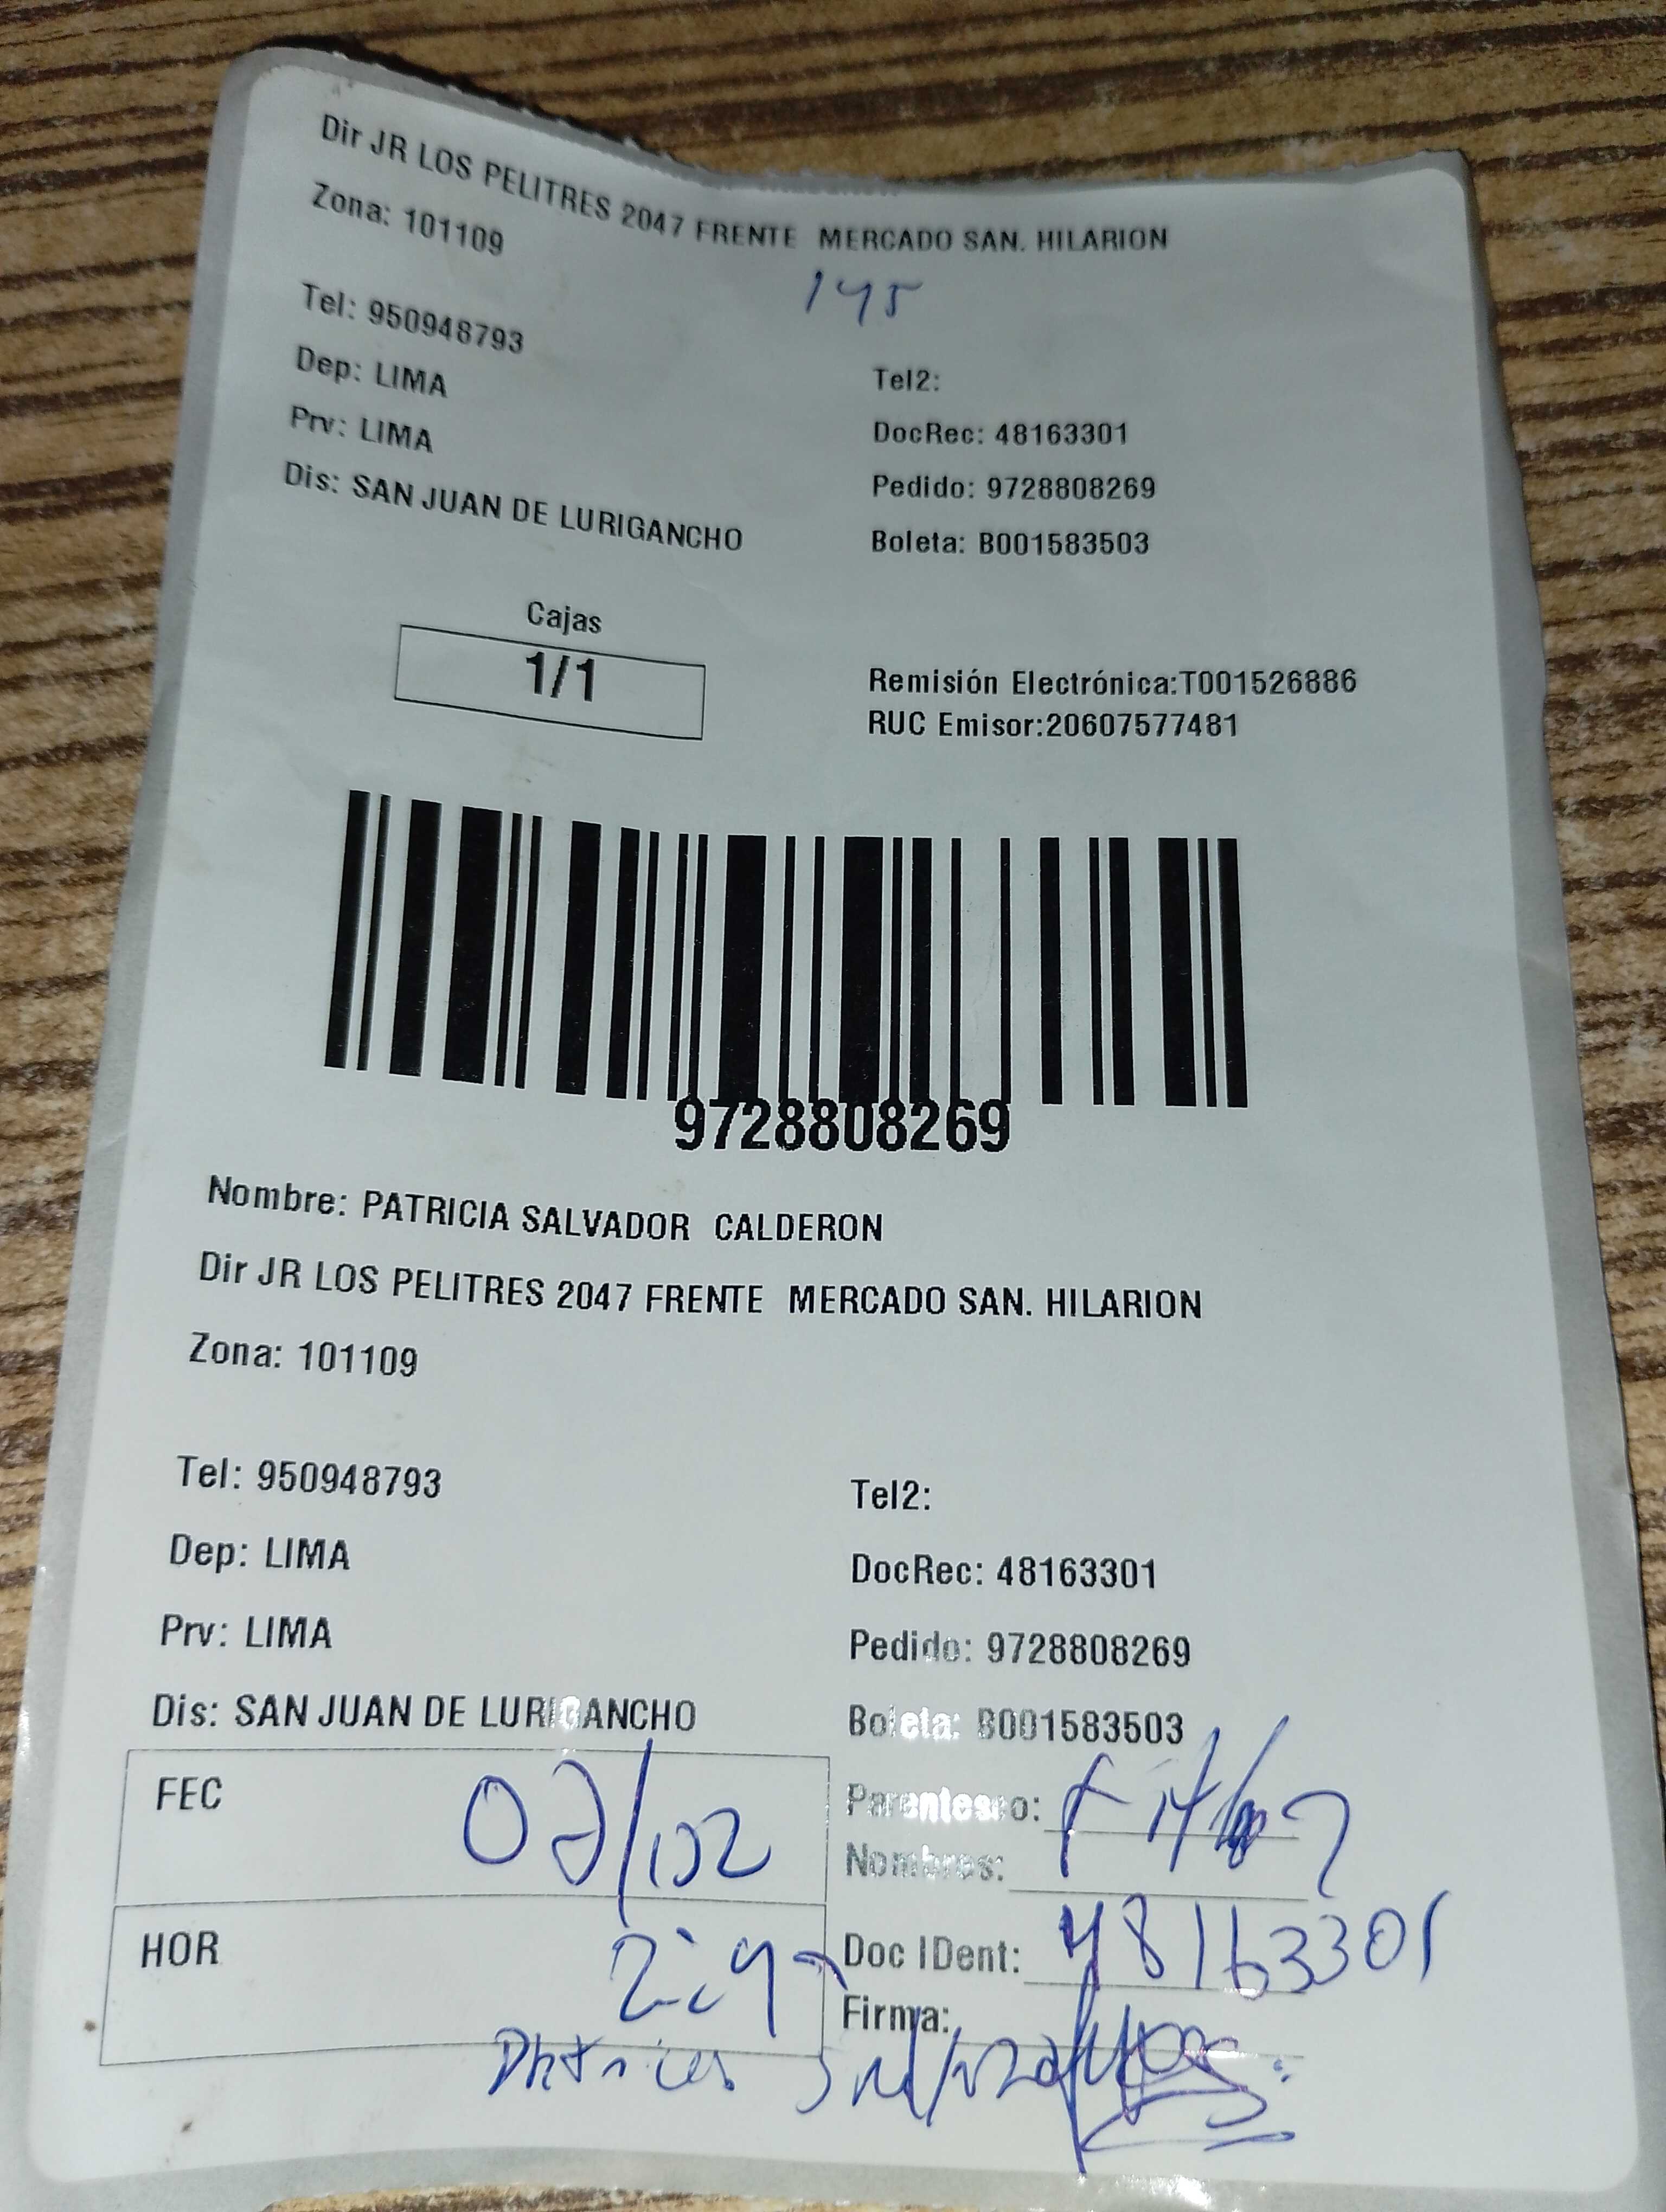 Dir JR LOS PELITRES 2047 FRENTE MERCADO SAN. HILARION
Zona: 101109
145
Tel: 950948793
Tel2:
Dep: LIMA
DocRec: 48163301
Prv: LIMA
Pedido: 9728808269
Dis: SAN JUAN DE LURIGANCHO
Boleta: B001583503
Cajas
1/1
Remisión Electrónica:T001526886
RUC Emisor:20607577481
9728808269
Nombre: PATRICIA SALVADOR CALDERON
Dir JR LOS PELITRES 2047 FRENTE MERCADO SAN. HILARION
Zona: 101109
Tel: 950948793
Tel2:
Dep: LIMA
DocRec: 48163301
Prv: LIMA
Pedido: 9728808269
Dis: SAN JUAN DE LURIGANCHO
Boleta: B001583503
FEC
Parentesco:
Nombres:
HOR
Doc IDent: 48163301
Firma: